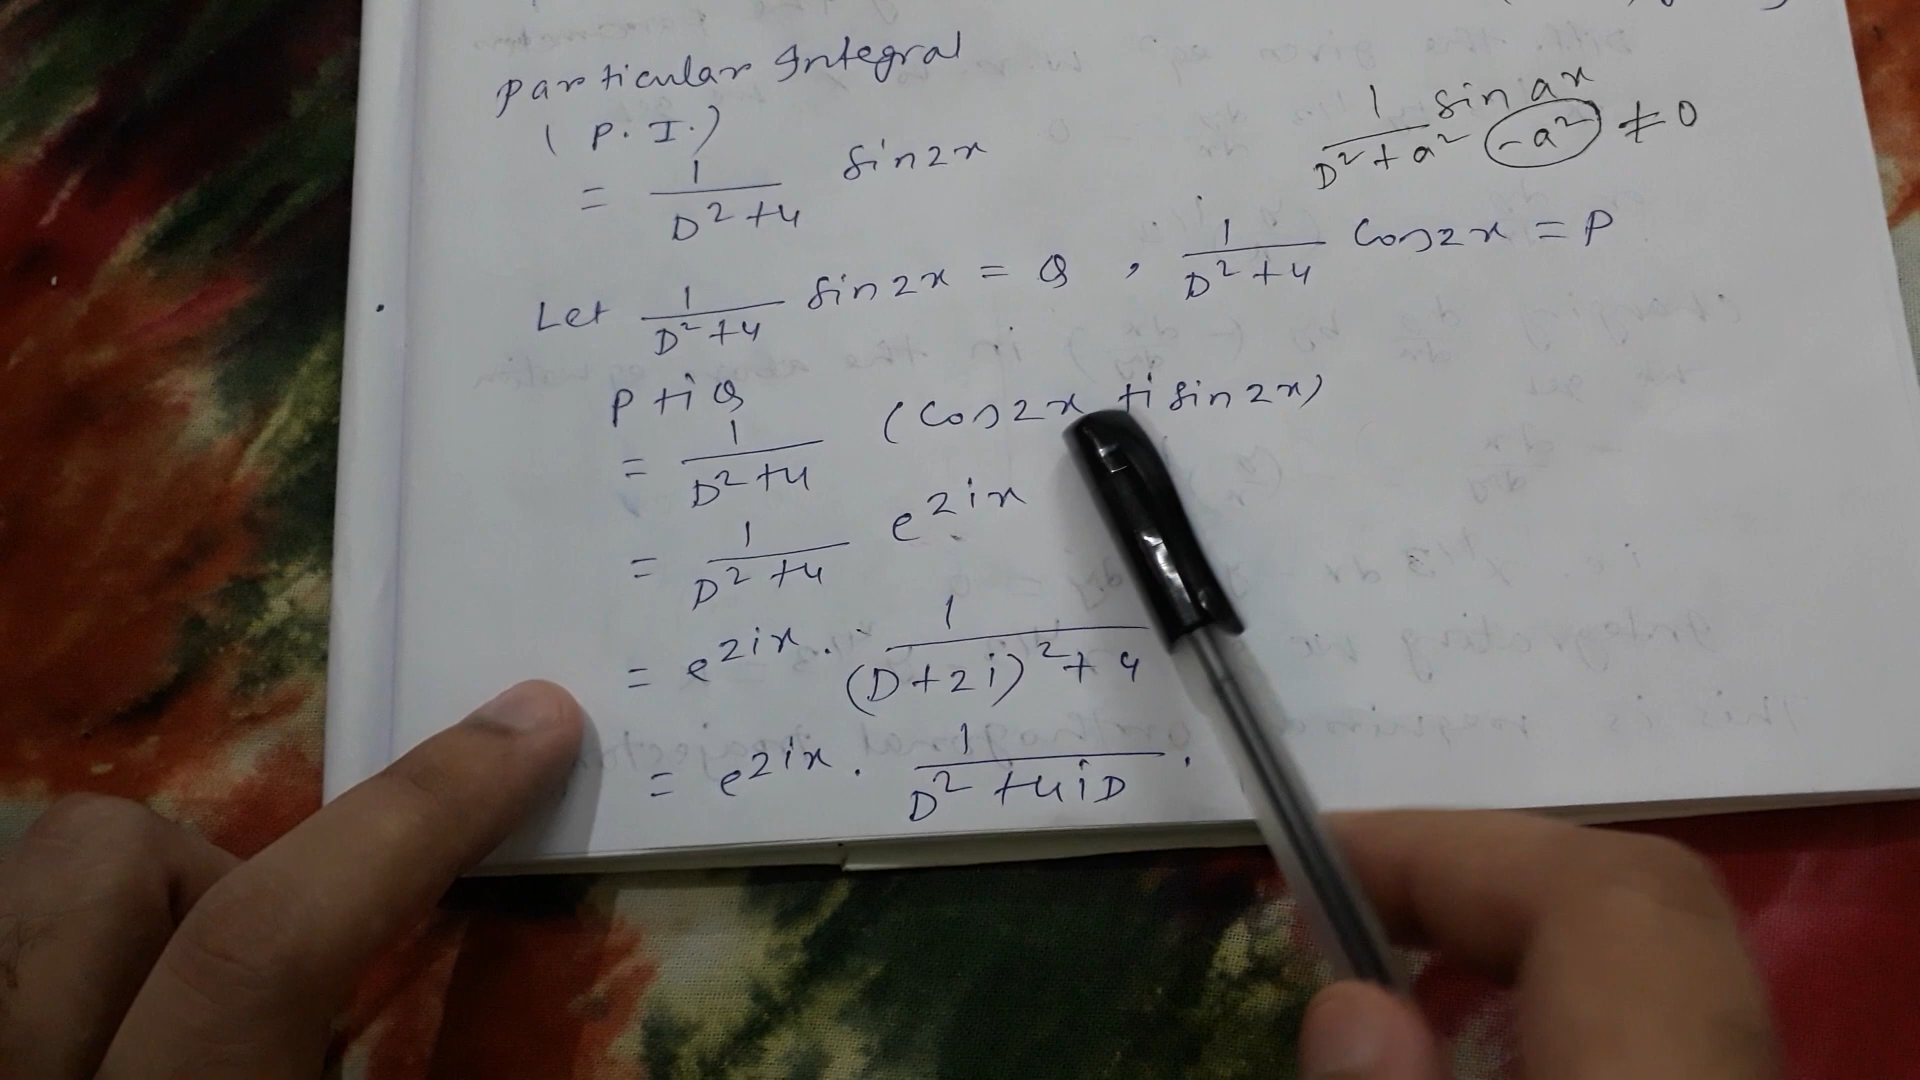 Particular Integral
(P.I.)
= 1/(D²+4) sin2x
1/(D²+a²) sin ax
-a² ≠ 0
Let 1/(D²+4) sin2x = Q , 1/(D²+4) Cos2x = P
P+iQ
= 1/(D²+4) (Cos2x +i sin2x)
= 1/(D²+4) e^{2ix}
= e^{2ix} . 1/((D+2i)²+4)
= e^{2ix} . 1/(D²+4iD) .